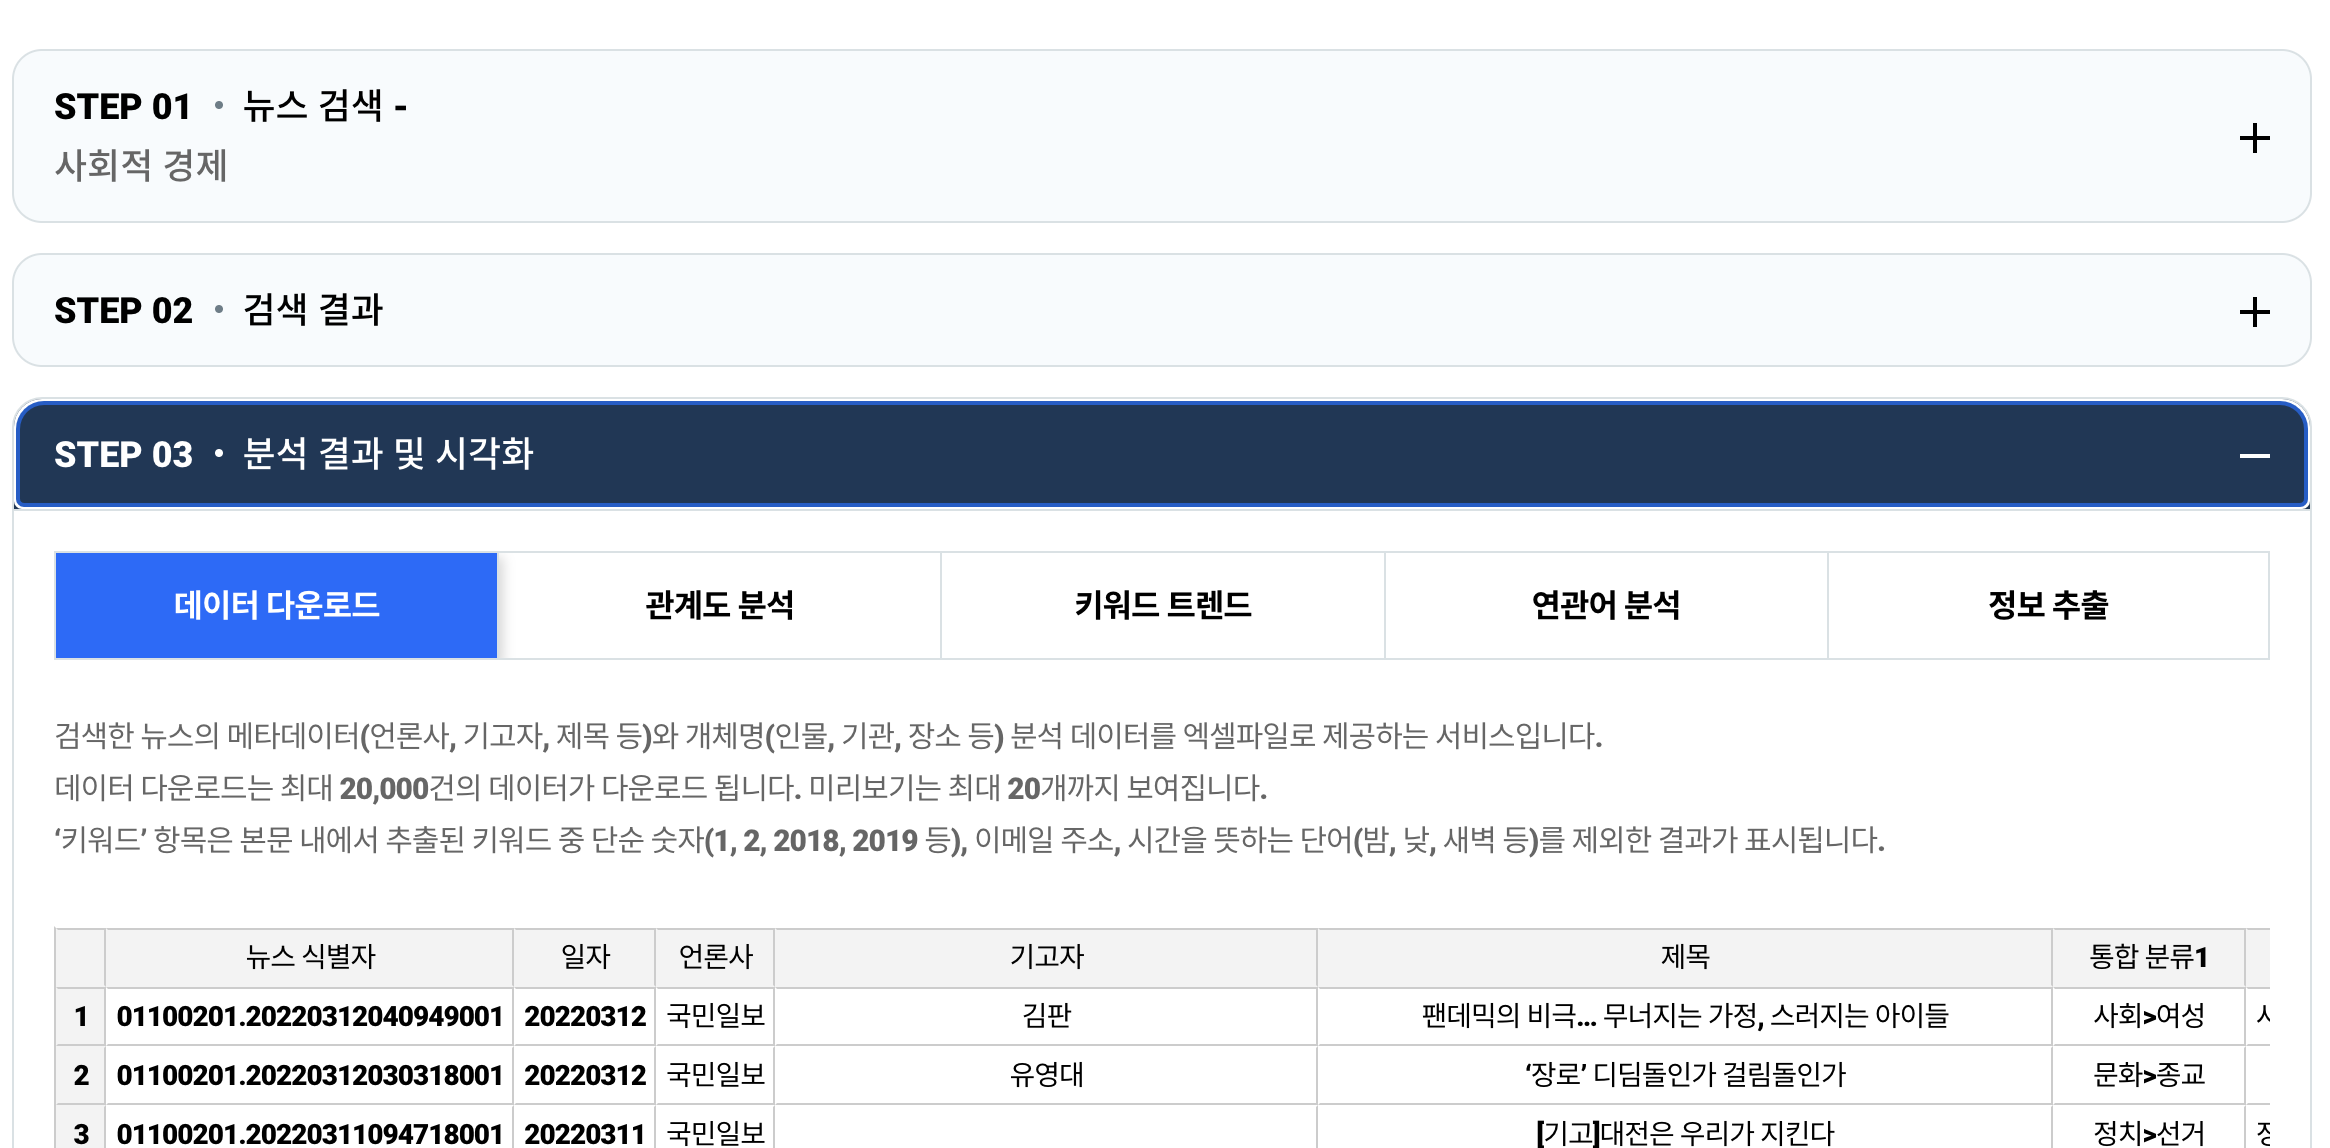 STEP 01 • 뉴스 검색 -
사회적 경제
STEP 02 • 검색 결과
STEP 03 • 분석 결과 및 시각화
데이터 다운로드 관계도 분석 키워드 트렌드 연관어 분석 정보 추출
검색한 뉴스의 메타데이터(언론사, 기고자, 제목 등)와 개체명(인물, 기관, 장소 등) 분석 데이터를 엑셀파일로 제공하는 서비스입니다.
데이터 다운로드는 최대 20,000건의 데이터가 다운로드 됩니다. 미리보기는 최대 20개까지 보여집니다.
‘키워드’ 항목은 본문 내에서 추출된 키워드 중 단순 숫자(1, 2, 2018, 2019 등), 이메일 주소, 시간을 뜻하는 단어(밤, 낮, 새벽 등)를 제외한 결과가 표시됩니다.
뉴스 식별자 일자 언론사 기고자 제목 통합 분류1
1 01100201.20220312040949001 20220312 국민일보 김판 팬데믹의 비극… 무너지는 가정, 스러지는 아이들 사회>여성
2 01100201.20220312030318001 20220312 국민일보 유영대 ‘장로’ 디딤돌인가 걸림돌인가 문화>종교
3 01100201.20220311094718001 20220311 국민일보 [기고]대전은 우리가 지킨다 정치>선거